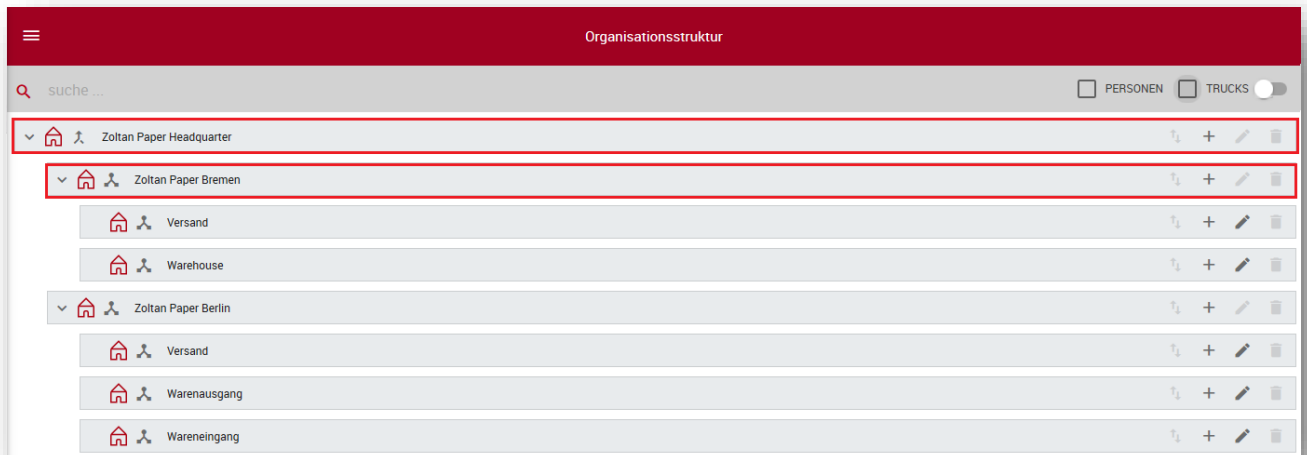 Organisationsstruktur
suche ...
PERSONEN
TRUCKS
Zoltan Paper Headquarter
Zoltan Paper Bremen
Versand
Warehouse
Zoltan Paper Berlin
Versand
Warenausgang
Wareneingang